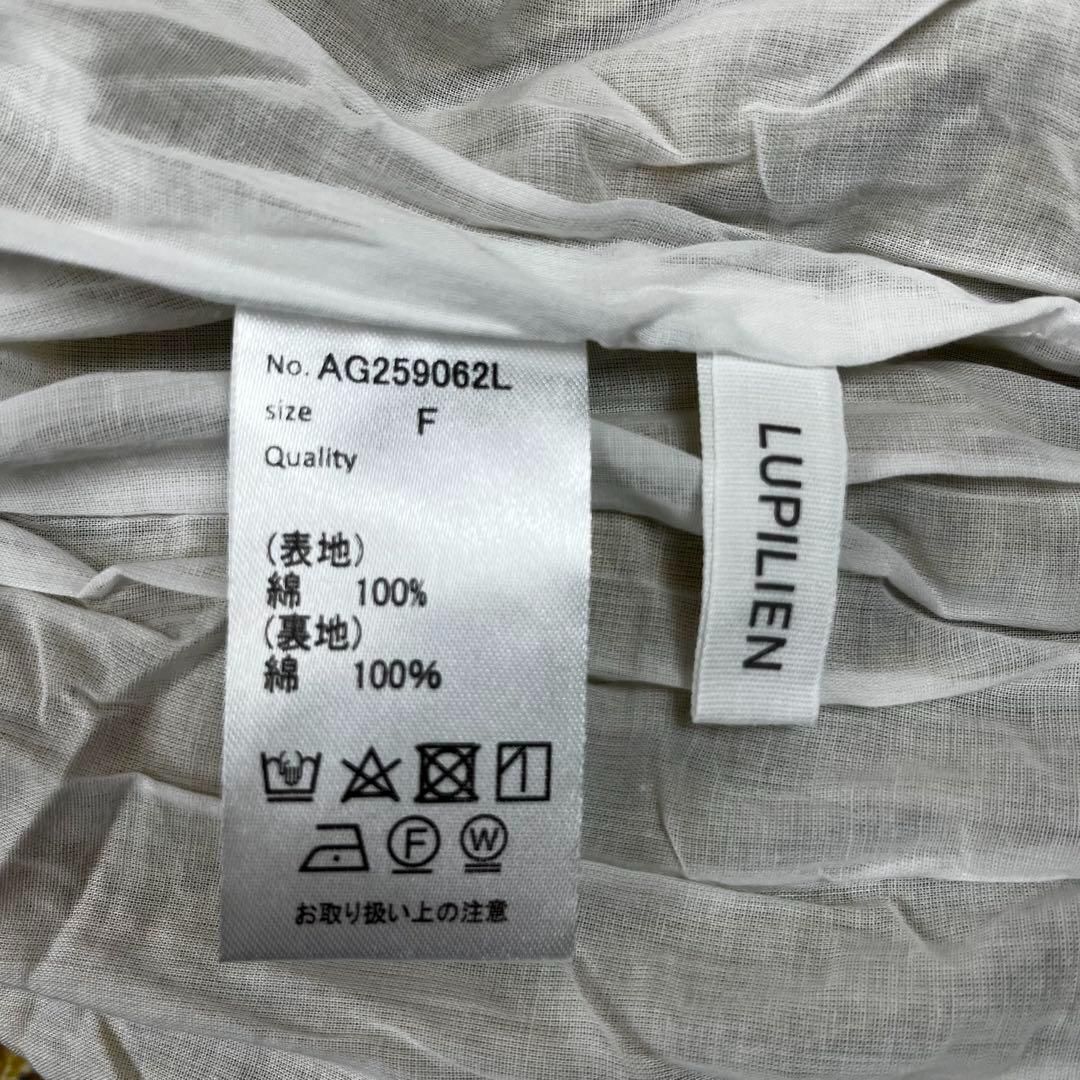 No. AG259062L
size F
Quality
(表地)
綿 100%
(裏地)
綿 100%
F W
お取り扱い上の注意
LUPILIEN